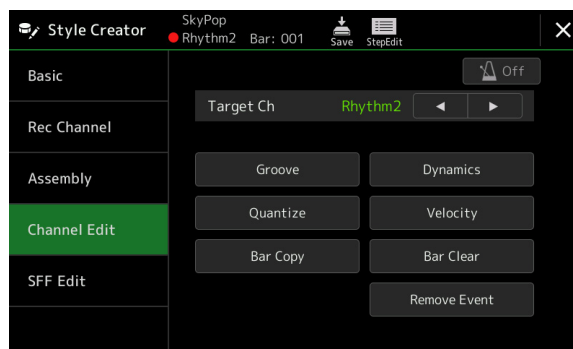 Style Creator
SkyPop
Rhythm2 Bar: 001
Save
StepEdit
Basic
Rec Channel
Assembly
Channel Edit
SFF Edit
Off
Target Ch Rhythm2
Groove Dynamics
Quantize Velocity
Bar Copy Bar Clear
Remove Event